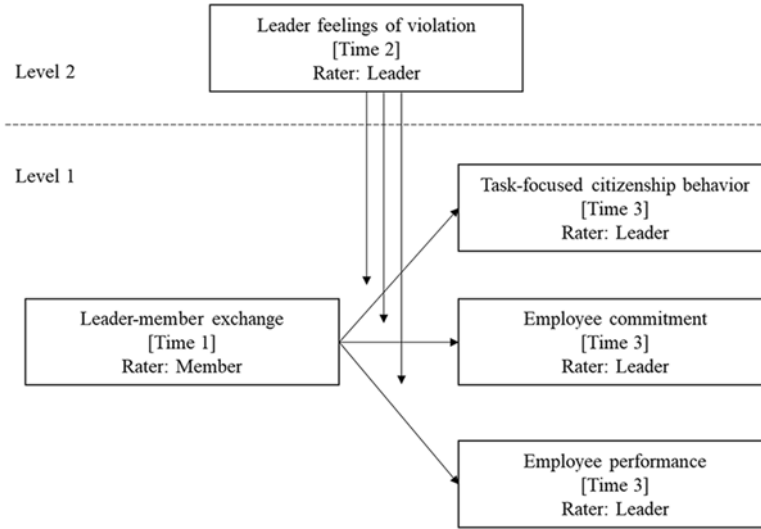 Leader feelings of violation
[Time 2]
Rater: Leader
Level 2
Level 1
Task-focused citizenship behavior
[Time 3]
Rater: Leader
Leader-member exchange
[Time 1]
Rater: Member
Employee commitment
[Time 3]
Rater: Leader
Employee performance
[Time 3]
Rater: Leader